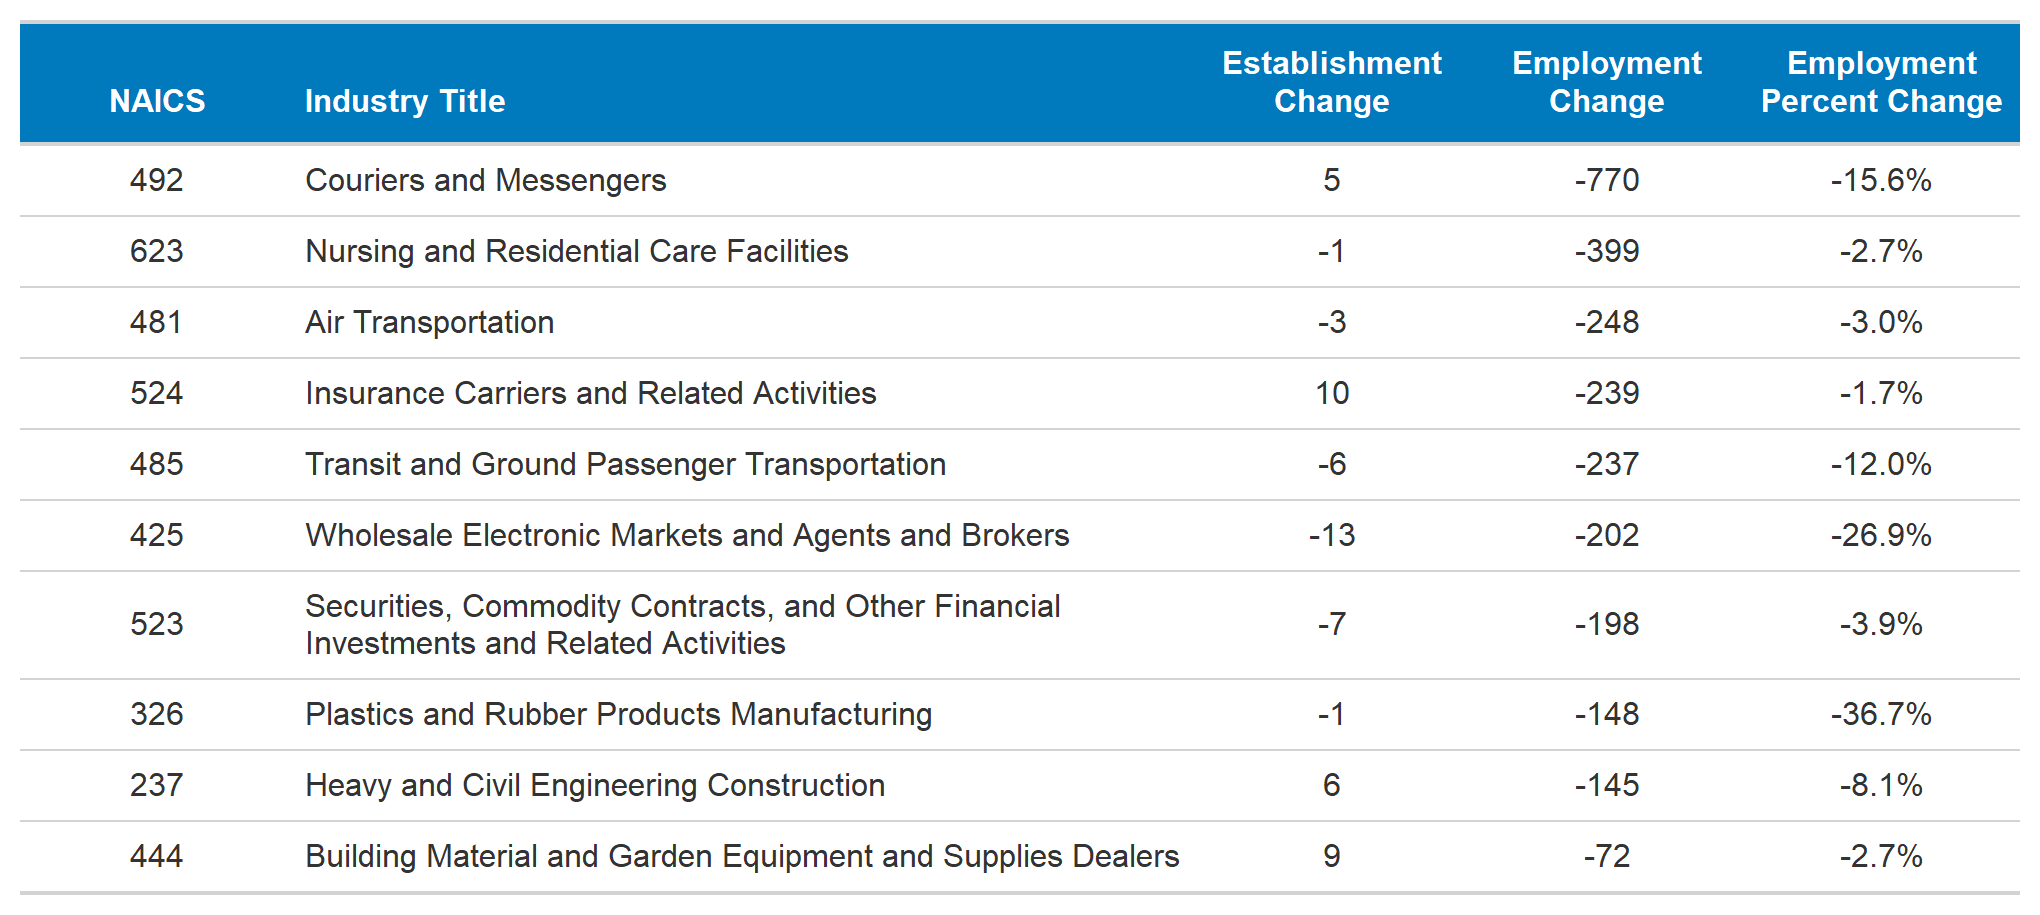 NAICS Industry Title Establishment Change Employment Change Employment Percent Change
492 Couriers and Messengers 5 -770 -15.6%
623 Nursing and Residential Care Facilities -1 -399 -2.7%
481 Air Transportation -3 -248 -3.0%
524 Insurance Carriers and Related Activities 10 -239 -1.7%
485 Transit and Ground Passenger Transportation -6 -237 -12.0%
425 Wholesale Electronic Markets and Agents and Brokers -13 -202 -26.9%
523 Securities, Commodity Contracts, and Other Financial
Investments and Related Activities -7 -198 -3.9%
326 Plastics and Rubber Products Manufacturing -1 -148 -36.7%
237 Heavy and Civil Engineering Construction 6 -145 -8.1%
444 Building Material and Garden Equipment and Supplies Dealers 9 -72 -2.7%